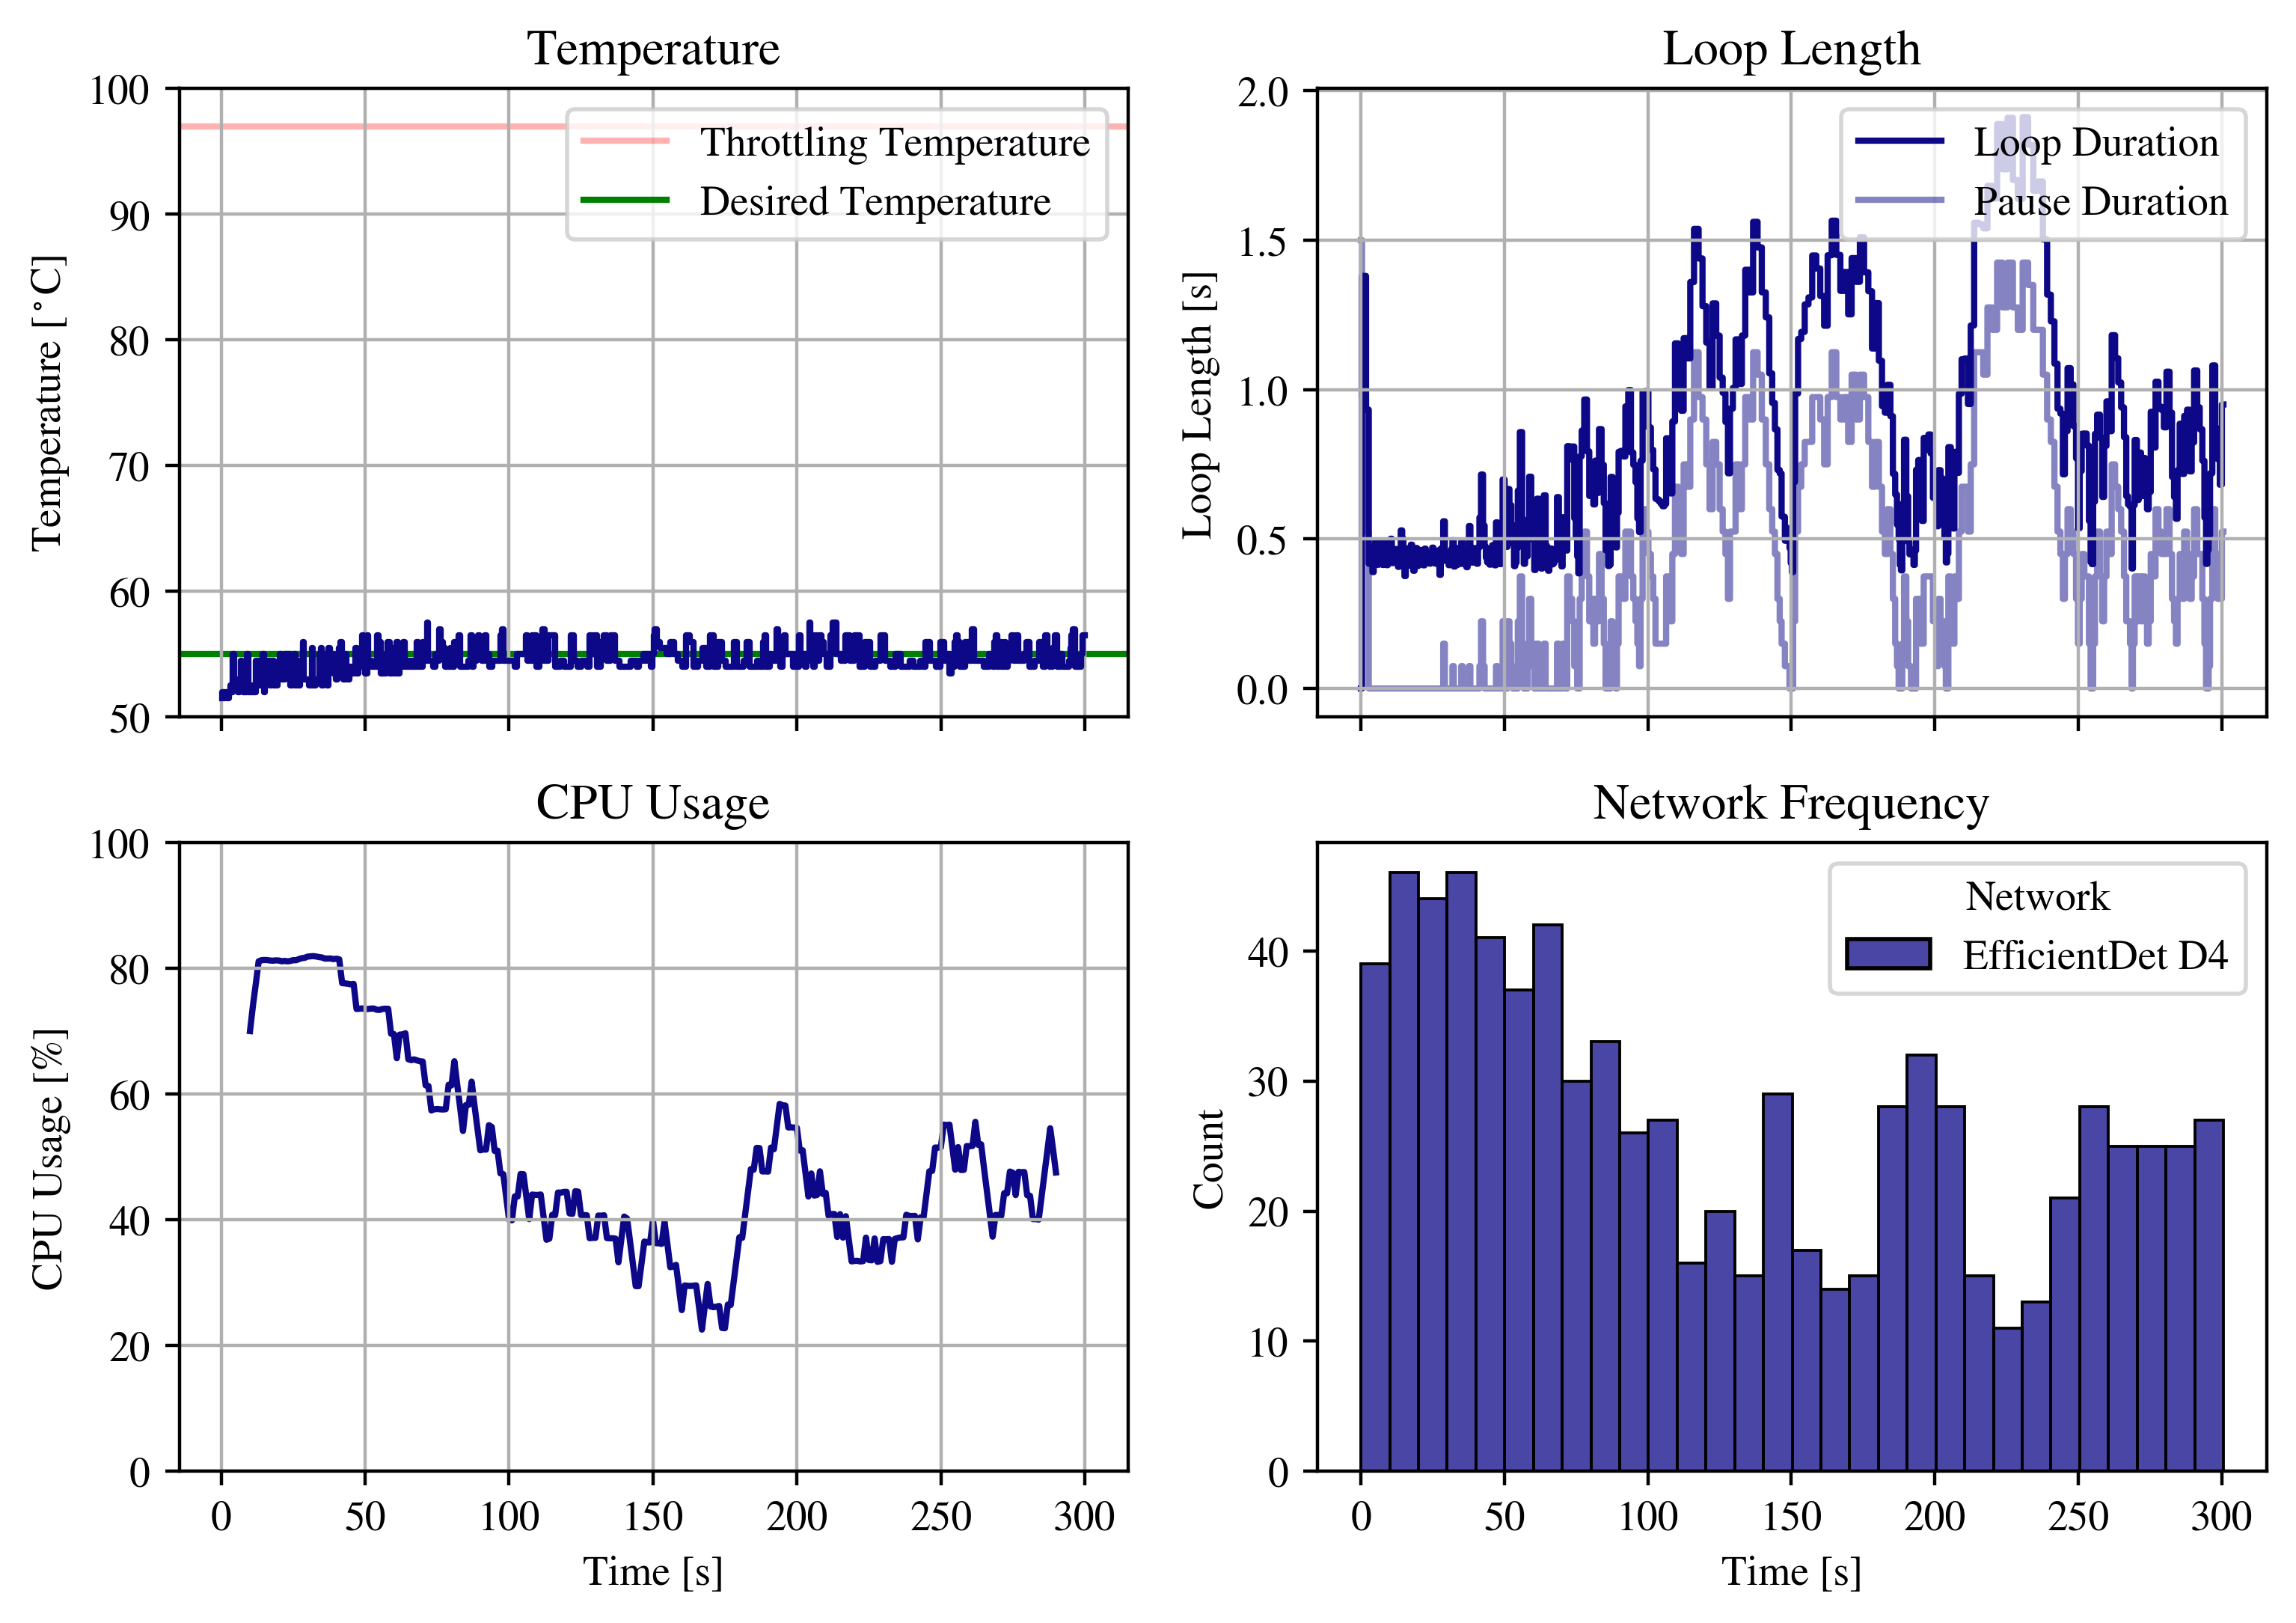 Temperature
100
90
80
70
60
50
Temperature [°C]
Throttling Temperature
Desired Temperature
Loop Length
2.0
1.5
1.0
0.5
0.0
Loop Length [s]
Loop Duration
Pause Duration
CPU Usage
100
80
60
40
20
0
CPU Usage [%]
0 50 100 150 200 250 300
Time [s]
Network Frequency
40
30
20
10
0
Count
Network
EfficientDet D4
0 50 100 150 200 250 300
Time [s]